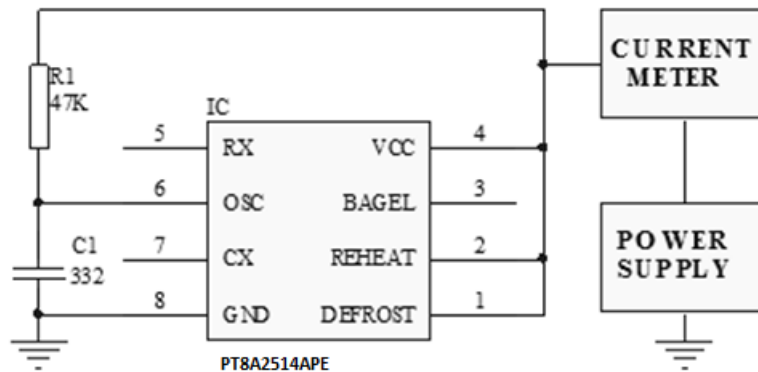 R1
47K
IC
CURRENT
METER
5
RX
VCC
4
6
OSC
BAGEL
3
7
CX
REHEAT
2
C1
332
8
GND
DEFROST
1
POWER
SUPPLY
PT8A2514APE